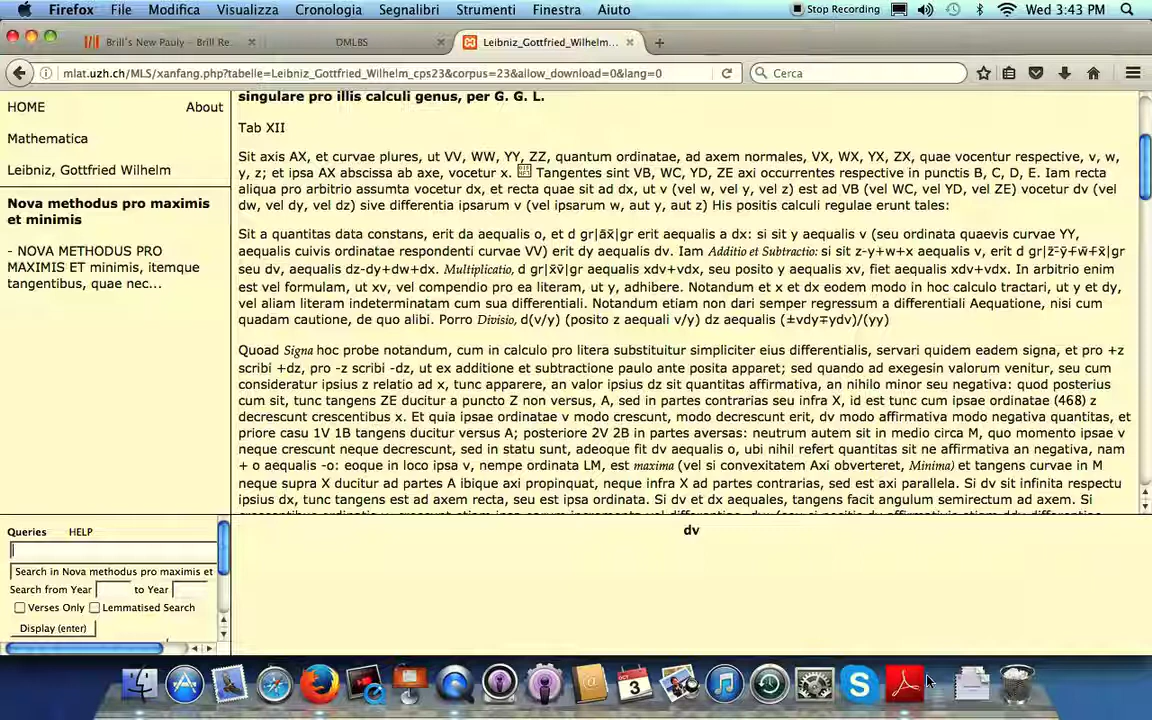 Firefox File Modifica Visualizza Cronologia Segnalibri Strumenti Finestra Aiuto Stop Recording Wed 3:43 PM
Brill's New Pauly – Brill Re... DMLBS Leibniz_Gottfried_Wilhelm...
mlat.uzh.ch/MLS/xanfang.php?tabelle=Leibniz_Gottfried_Wilhelm_cps23&corpus=23&allow_download=0&lang=0 Cerca
HOME About
Mathematica
Leibniz, Gottfried Wilhelm
Nova methodus pro maximis
et minimis
- NOVA METHODUS PRO
MAXIMIS ET minimis, itemque
tangentibus, quae nec...
singulare pro illis calculi genus, per G. G. L.
Tab XII
Sit axis AX, et curvae plures, ut VV, WW, YY, ZZ, quantum ordinatae, ad axem normales, VX, WX, YX, ZX, quae vocentur respective, v, w,
y, z; et ipsa AX abscissa ab axe, vocetur x. Tangentes sint VB, WC, YD, ZE axi occurrentes respective in punctis B, C, D, E. Iam recta
aliqua pro arbitrio assumta vocetur dx, et recta quae sit ad dx, ut v (vel w, vel y, vel z) est ad VB (vel WC, vel YD, vel ZE) vocetur dv (vel
dw, vel dy, vel dz) sive differentia ipsarum v (vel ipsarum w, aut y, aut z) His positis calculi regulae erunt tales:
Sit a quantitas data constans, erit da aequalis o, et d gr|āx̄|gr erit aequalis a dx: si sit y aequalis v (seu ordinata quaevis curvae YY,
aequalis cuivis ordinatae respondenti curvae VV) erit dy aequalis dv. Iam Additio et Subtractio: si sit z-y+w+x aequalis v, erit d gr|z̄-ȳ+w̄+x̄|gr
seu dv, aequalis dz-dy+dw+dx. Multiplicatio, d gr|x̄v̄|gr aequalis xdv+vdx, seu posito y aequalis xv, fiet aequalis xdv+vdx. In arbitrio enim
est vel formulam, ut xv, vel compendio pro ea literam, ut y, adhibere. Notandum et x et dx eodem modo in hoc calculo tractari, ut y et dy,
vel aliam literam indeterminatam cum sua differentiali. Notandum etiam non dari semper regressum a differentiali Aequatione, nisi cum
quadam cautione, de quo alibi. Porro Divisio, d(v/y) (posito z aequali v/y) dz aequalis (±vdy∓ydv)/(yy)
Quoad Signa hoc probe notandum, cum in calculo pro litera substituitur simpliciter eius differentialis, servari quidem eadem signa, et pro +z
scribi +dz, pro -z scribi -dz, ut ex additione et subtractione paulo ante posita apparet; sed quando ad exegesin valorum venitur, seu cum
consideratur ipsius z relatio ad x, tunc apparere, an valor ipsius dz sit quantitas affirmativa, an nihilo minor seu negativa: quod posterius
cum sit, tunc tangens ZE ducitur a puncto Z non versus, A, sed in partes contrarias seu infra X, id est tunc cum ipsae ordinatae (468) z
decrescunt crescentibus x. Et quia ipsae ordinatae v modo crescunt, modo decrescunt erit, dv modo affirmativa modo negativa quantitas, et
priore casu 1V 1B tangens ducitur versus A; posteriore 2V 2B in partes aversas: neutrum autem sit in medio circa M, quo momento ipsae v
neque crescunt neque decrescunt, sed in statu sunt, adeoque fit dv aequalis o, ubi nihil refert quantitas sit ne affirmativa an negativa, nam
+ o aequalis -o: eoque in loco ipsa v, nempe ordinata LM, est maxima (vel si convexitatem Axi obverteret, Minima) et tangens curvae in M
neque supra X ducitur ad partes A ibique axi propinquat, neque infra X ad partes contrarias, sed est axi parallela. Si dv sit infinita respectu
ipsius dx, tunc tangens est ad axem recta, seu est ipsa ordinata. Si dv et dx aequales, tangens facit angulum semirectum ad axem. Si
dv
Queries HELP
Search in Nova methodus pro maximis et
Search from Year to Year
Verses Only Lemmatised Search
Display (enter)
OCT
3